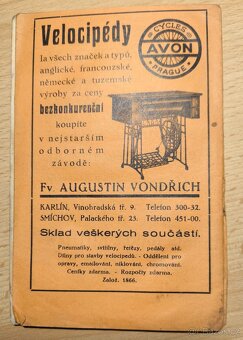 Velocipédy
CYCLES
AVON
PRAGUE
la všech značek a typů,
anglické, francouzské,
německé a tuzemské
výroby za ceny
bezkonkurenční
koupíte
v nejstarším
odborném
závodě:
Fy AUGUSTIN VONDŘICH
KARLÍN, Vinohradská tř. 9. Telefon 300-32.
SMÍCHOV, Palackého tř. 23. Telefon 451-00.
Sklad veškerých součástí.
Pneumatiky, svítilny, řetězy, pedály atd.
Dílny pro stavby velocipedů. - Oddělení pro
opravy, emailování, niklování, chromování.
Ceníky zdarma. - Rozpočty zdarma.
Založ. 1866.